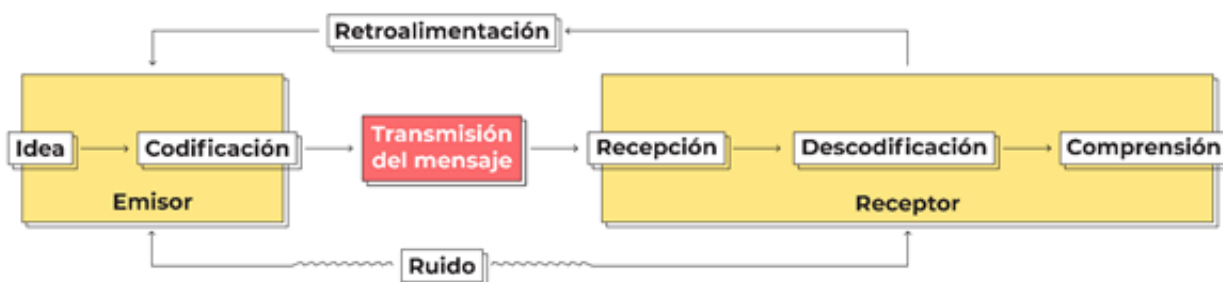 Retroalimentación
Idea
Codificación
Transmisión
del mensaje
Recepción
Descodificación
Comprensión
Emisor
Receptor
Ruido